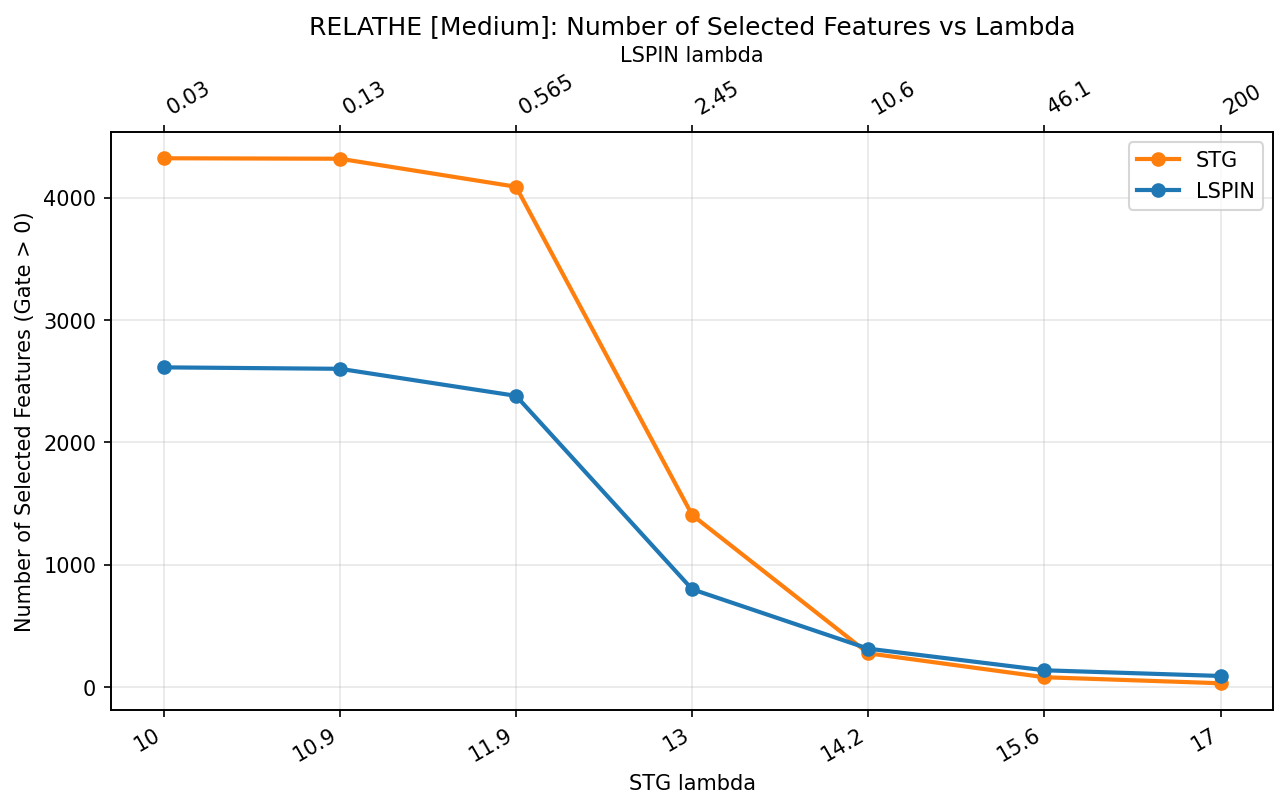 RELATHE [Medium]: Number of Selected Features vs Lambda
LSPIN lambda
0.03 0.13 0.565 2.45 10.6 46.1 200
STG
LSPIN
Number of Selected Features (Gate > 0)
4000
3000
2000
1000
0
10 10.9 11.9 13 14.2 15.6 17
STG lambda